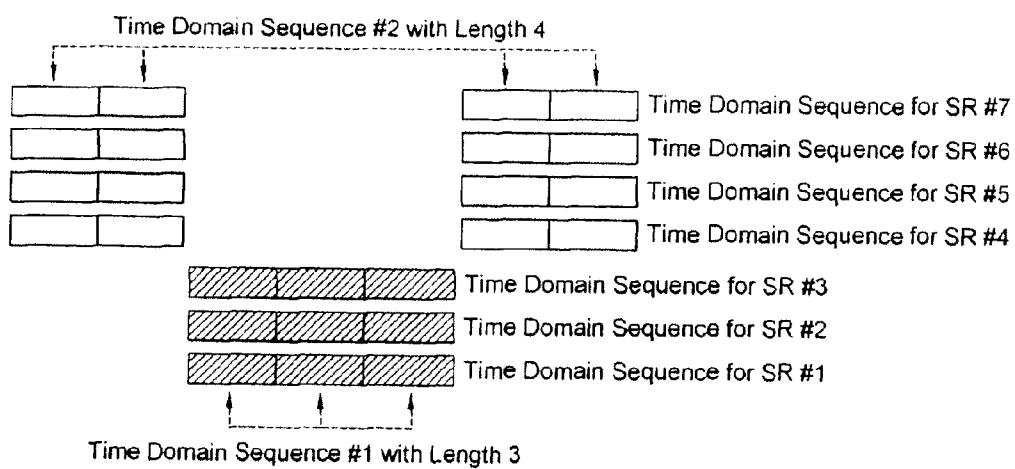 Time Domain Sequence #2 with Length 4
Time Domain Sequence for SR #7
Time Domain Sequence for SR #6
Time Domain Sequence for SR #5
Time Domain Sequence for SR #4
Time Domain Sequence for SR #3
Time Domain Sequence for SR #2
Time Domain Sequence for SR #1
Time Domain Sequence #1 with Length 3